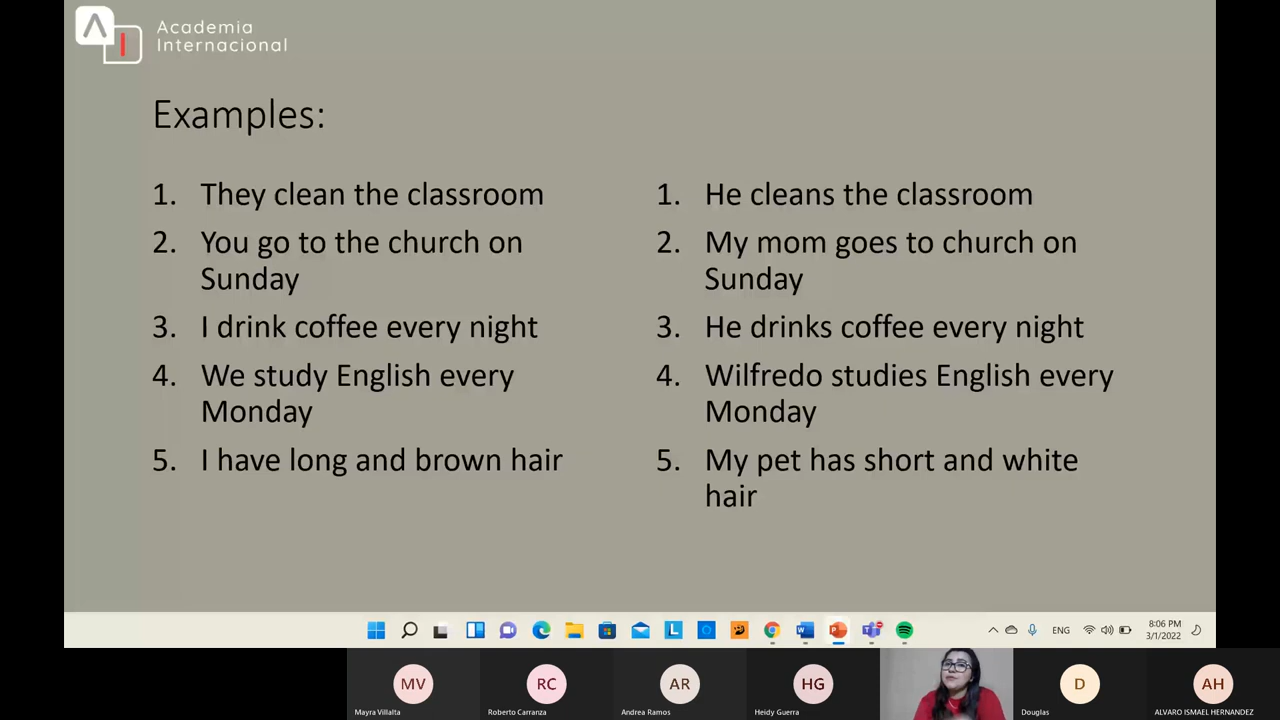 Academia
Internacional
Examples:
1. They clean the classroom
2. You go to the church on
Sunday
3. I drink coffee every night
4. We study English every
Monday
5. I have long and brown hair
1. He cleans the classroom
2. My mom goes to church on
Sunday
3. He drinks coffee every night
4. Wilfredo studies English every
Monday
5. My pet has short and white
hair
ENG
8:06 PM
3/1/2022
MV
Mayra Villalta
RC
Roberto Carranza
AR
Andrea Ramos
HG
Heidy Guerra
D
Douglas
AH
ALVARO ISMAEL HERNANDEZ